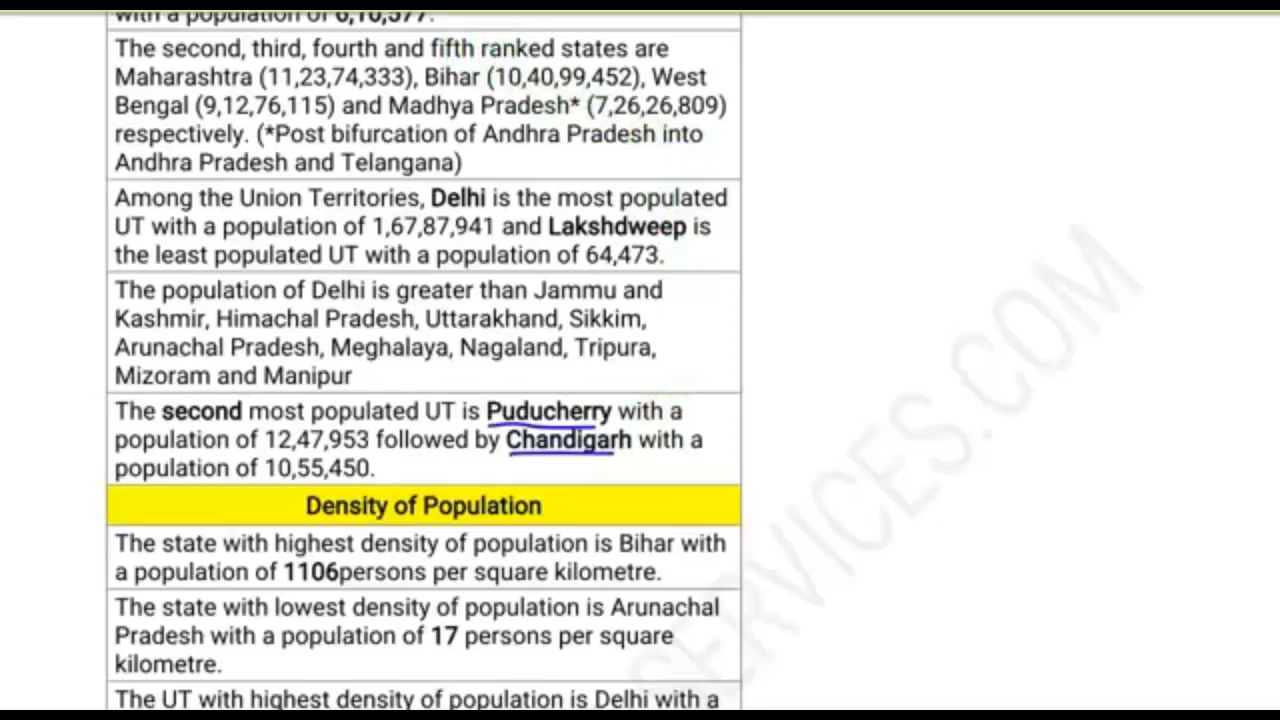 with a population of 6,10,577.
The second, third, fourth and fifth ranked states are
Maharashtra (11,23,74,333), Bihar (10,40,99,452), West
Bengal (9,12,76,115) and Madhya Pradesh* (7,26,26,809)
respectively. (*Post bifurcation of Andhra Pradesh into
Andhra Pradesh and Telangana)
Among the Union Territories, Delhi is the most populated
UT with a population of 1,67,87,941 and Lakshdweep is
the least populated UT with a population of 64,473.
The population of Delhi is greater than Jammu and
Kashmir, Himachal Pradesh, Uttarakhand, Sikkim,
Arunachal Pradesh, Meghalaya, Nagaland, Tripura,
Mizoram and Manipur
The second most populated UT is Puducherry with a
population of 12,47,953 followed by Chandigarh with a
population of 10,55,450.
Density of Population
The state with highest density of population is Bihar with
a population of 1106persons per square kilometre.
The state with lowest density of population is Arunachal
Pradesh with a population of 17 persons per square
kilometre.
The UT with highest density of population is Delhi with a
SERVICES.COM